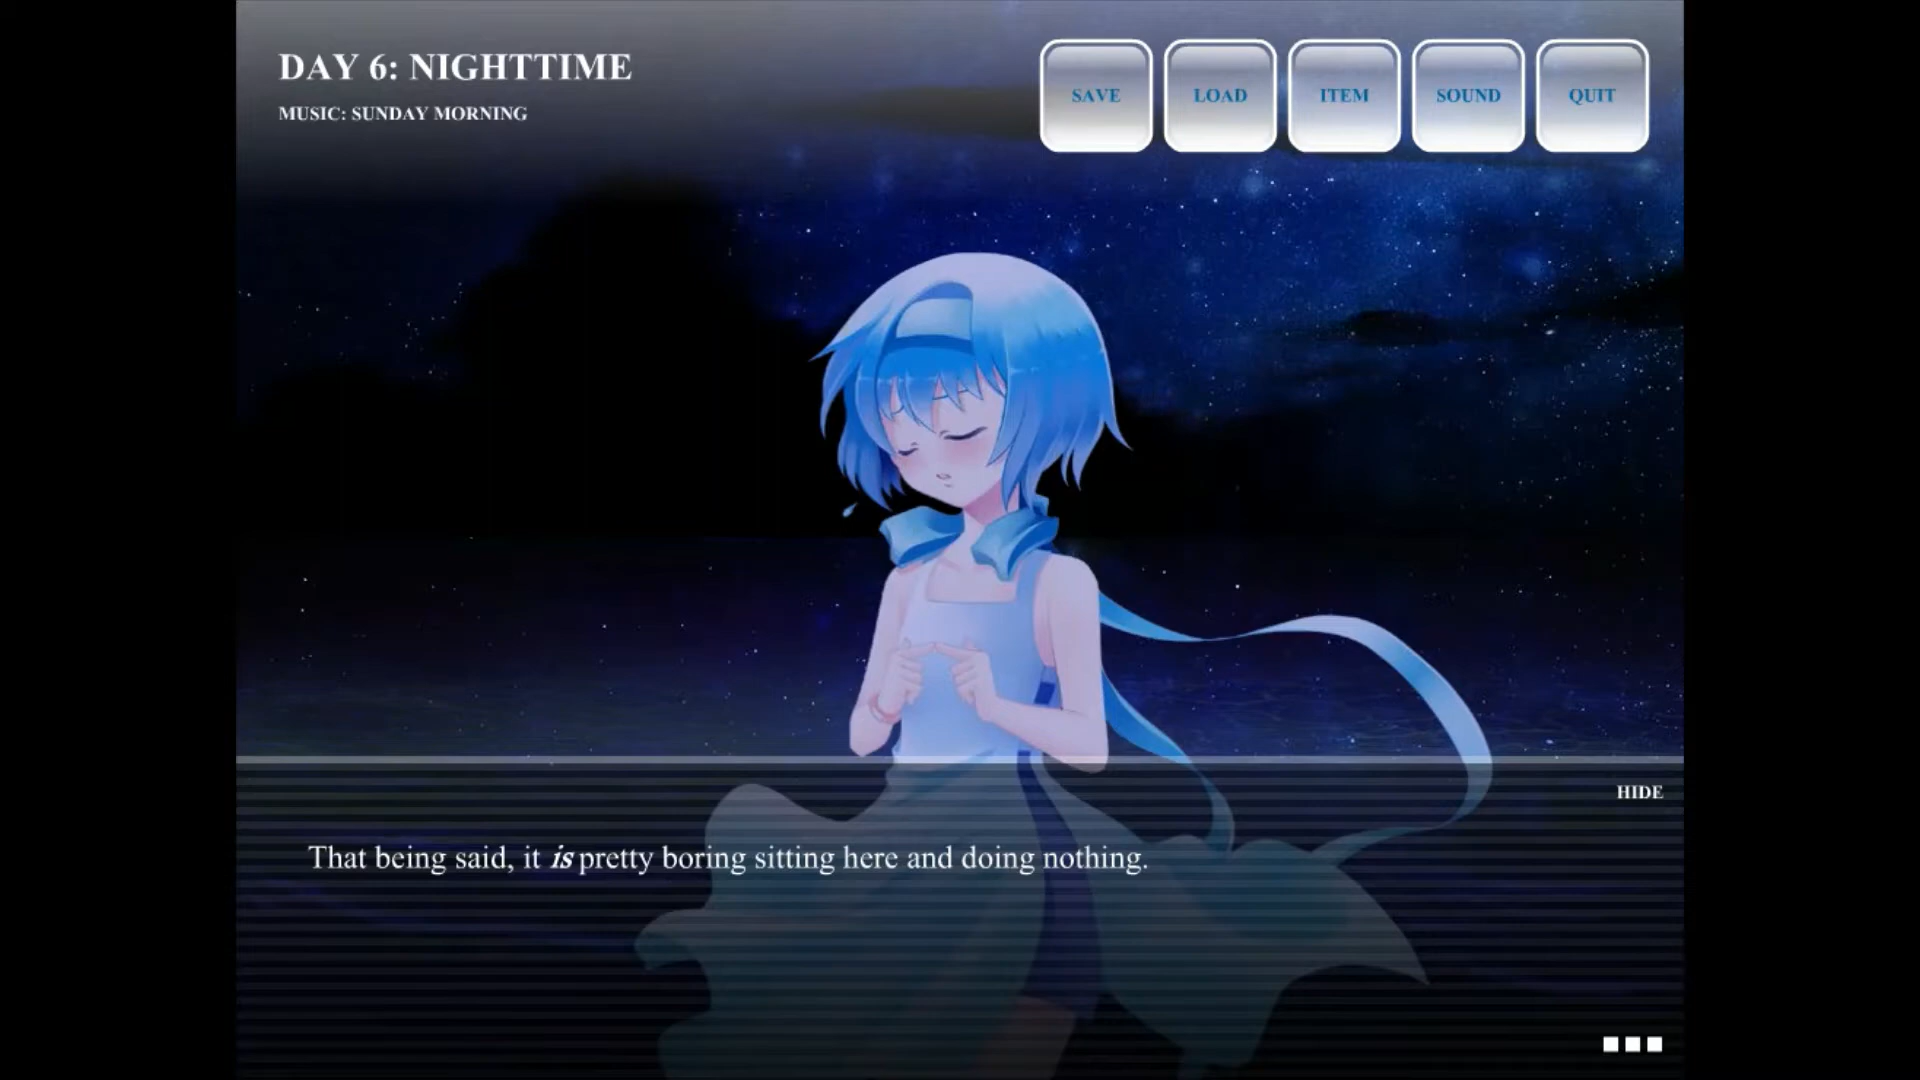 DAY 6: NIGHTTIME
MUSIC: SUNDAY MORNING
SAVE
LOAD
ITEM
SOUND
QUIT
HIDE
That being said, it is pretty boring sitting here and doing nothing.